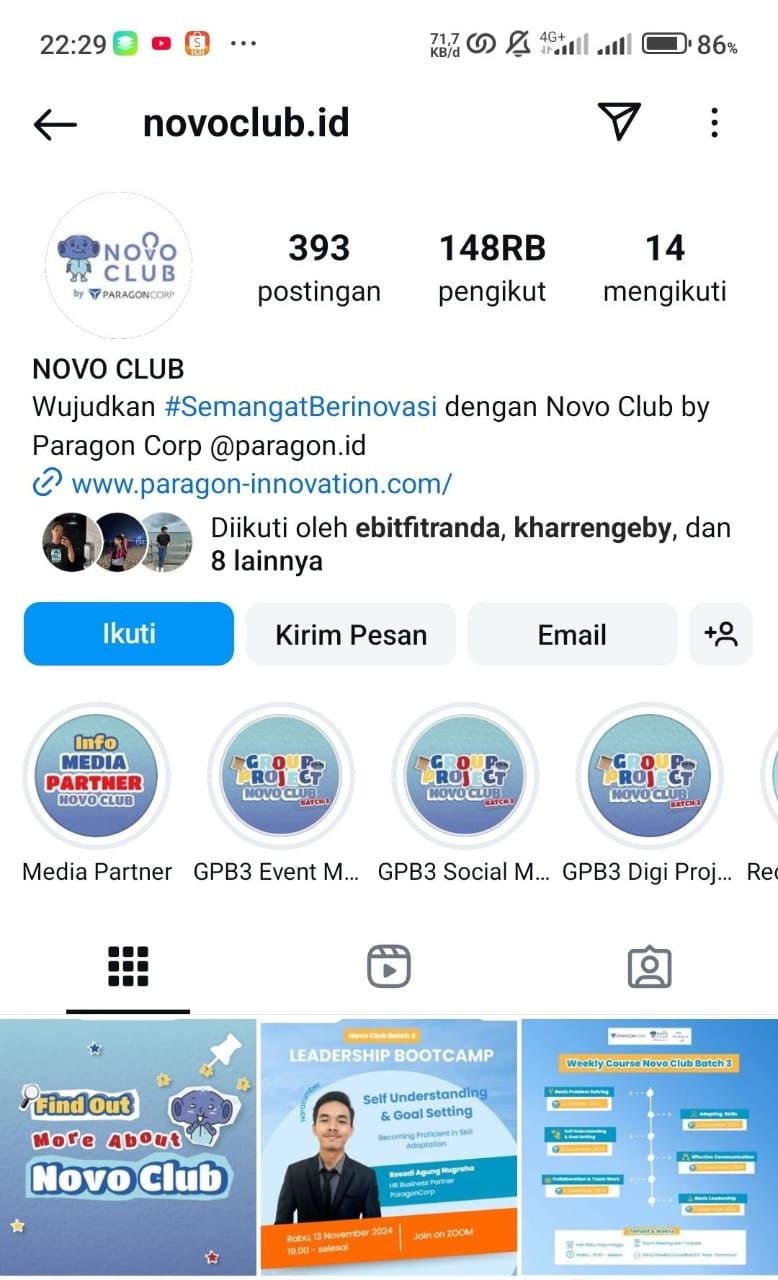 22:29
71,7
KB/d
4G+
86%
novoclub.id
NOVO
CLUB
by PARAGONCORP
393
postingan
148RB
pengikut
14
mengikuti
NOVO CLUB
Wujudkan #SemangatBerinovasi dengan Novo Club by
Paragon Corp @paragon.id
www.paragon-innovation.com/
Diikuti oleh ebitfitranda, kharrengeby, dan
8 lainnya
Ikuti
Kirim Pesan
Email
Info
MEDIA
PARTNER
NOVO CLUB
GROUP
PROJECT
NOVO CLUB
BATCH 3
GROUP
PROJECT
NOVO CLUB
BATCH 3
GROUP
PROJECT
NOVO CLUB
BATCH 3
Media Partner
GPB3 Event M...
GPB3 Social M...
GPB3 Digi Proj...
Rec
Find Out
More About
Novo Club
Novo Club Batch 3
LEADERSHIP BOOTCAMP
Narasumber
Self Understanding
& Goal Setting
Becoming Proficient in Skill
Adaptation
Rosadi Agung Nugraha
HR Business Partner
ParagonCorp
Rabu, 13 November 2024
19.00 - selesai
Join on ZOOM
PARAGONCORP
Weekly Course Novo Club Batch 3
Basic Problem Solving
Adapting Skills
Self Understanding
& Goal Setting
Effective Communication
Collaboration & Team Work
Basic Leadership
Tempat & Waktu